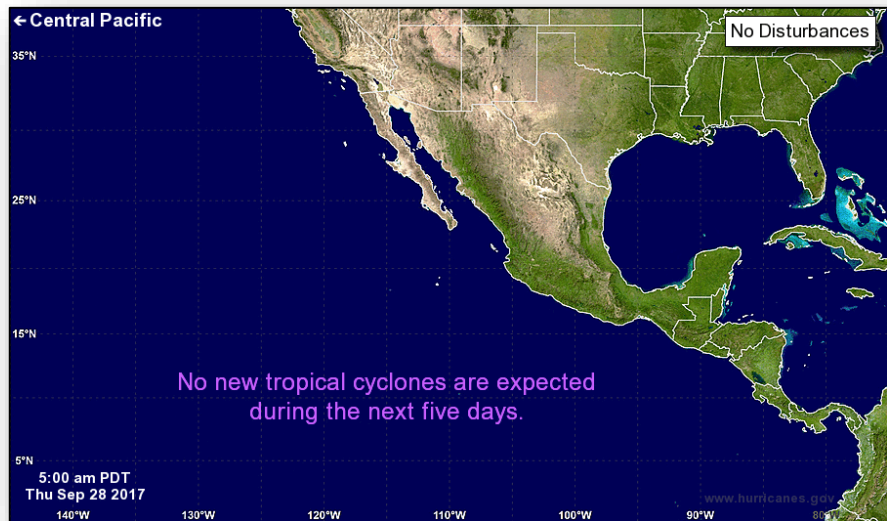 ← Central Pacific
No Disturbances
35°N
25°N
15°N
No new tropical cyclones are expected
during the next five days.
5°N
5:00 am PDT
Thu Sep 28 2017
www.hurricanes.gov
140°W 130°W 120°W 110°W 100°W 90°W 80°W